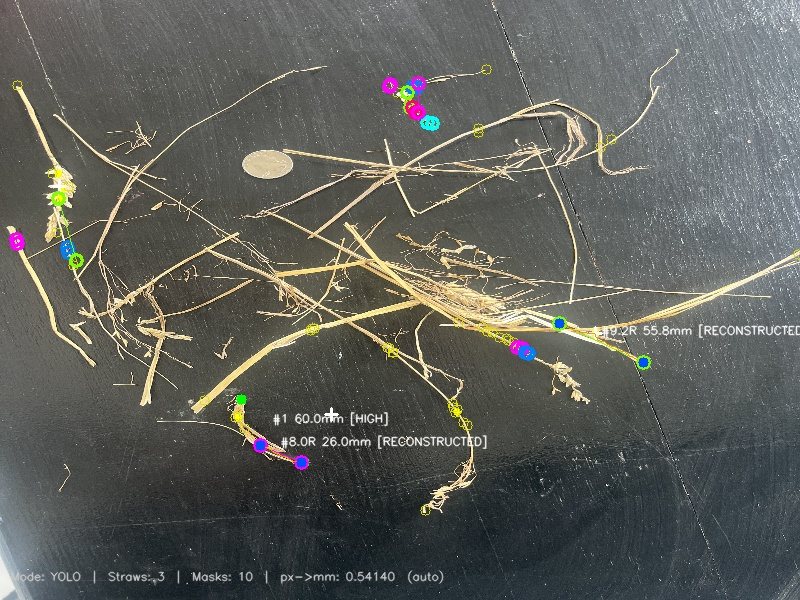 #9.2R 55.8mm [RECONSTRUCTED
#1 60.0mm [HIGH]
#8.0R 26.0mm [RECONSTRUCTED]
Mode: YOLO | Straws: 3 | Masks: 10 | px->mm: 0.54140 (auto)